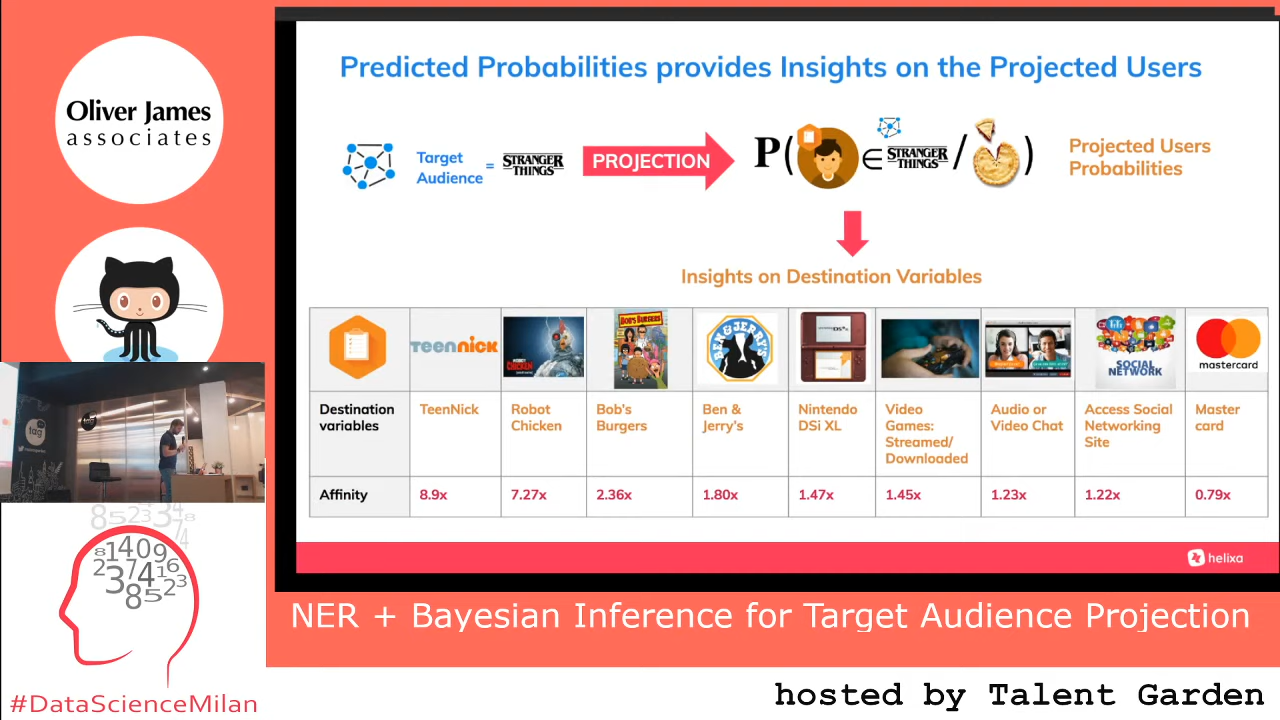 Oliver James
associates
Predicted Probabilities provides Insights on the Projected Users
Target
Audience
=
STRANGER
THINGS
PROJECTION
P(
∈
STRANGER
THINGS
/
)
Projected Users
Probabilities
Insights on Destination Variables
TEENNICK
ROBOT
CHICKEN
BOB'S BURGERS
BEN & JERRY'S
SOCIAL
NETWORK
mastercard
Destination
variables
TeenNick
Robot
Chicken
Bob's
Burgers
Ben &
Jerry's
Nintendo
DSi XL
Video
Games:
Streamed/
Downloaded
Audio or
Video Chat
Access Social
Networking
Site
Master
card
Affinity
8.9x
7.27x
2.36x
1.80x
1.47x
1.45x
1.23x
1.22x
0.79x
helixa
tag
NER + Bayesian Inference for Target Audience Projection
#DataScienceMilan
hosted by Talent Garden